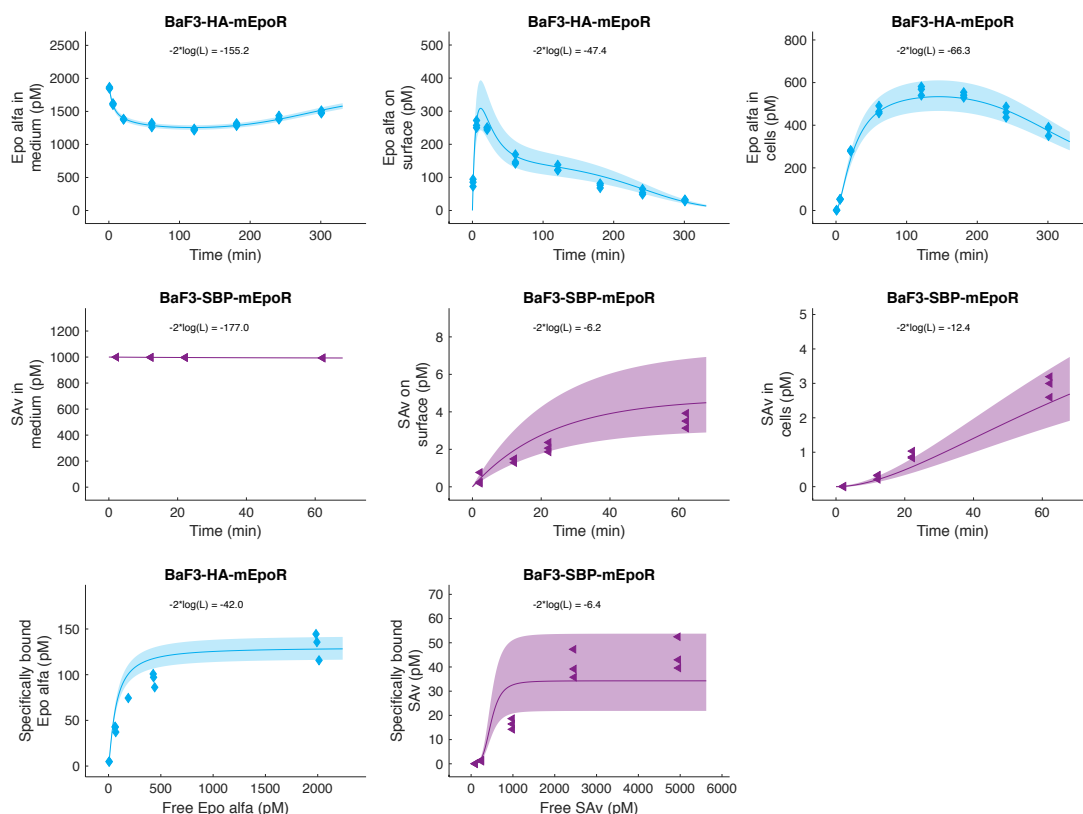 BaF3-HA-mEpoR
-2*log(L) = -155.2
Epo alfa in
medium (pM)
2500
2000
1500
1000
500
0
0 100 200 300
Time (min)
BaF3-HA-mEpoR
-2*log(L) = -47.4
Epo alfa on
surface (pM)
500
400
300
200
100
0
0 100 200 300
Time (min)
BaF3-HA-mEpoR
-2*log(L) = -66.3
Epo alfa in
cells (pM)
800
600
400
200
0
0 100 200 300
Time (min)
BaF3-SBP-mEpoR
-2*log(L) = -177.0
SAv in
medium (pM)
1200
1000
800
600
400
200
0
0 20 40 60
Time (min)
BaF3-SBP-mEpoR
-2*log(L) = -6.2
SAv on
surface (pM)
8
6
4
2
0
0 20 40 60
Time (min)
BaF3-SBP-mEpoR
-2*log(L) = -12.4
SAv in
cells (pM)
5
4
3
2
1
0
0 20 40 60
Time (min)
BaF3-HA-mEpoR
-2*log(L) = -42.0
Specifically bound
Epo alfa (pM)
150
100
50
0
0 500 1000 1500 2000
Free Epo alfa (pM)
BaF3-SBP-mEpoR
-2*log(L) = -6.4
Specifically bound
SAv (pM)
70
60
50
40
30
20
10
0
0 1000 2000 3000 4000 5000 6000
Free SAv (pM)